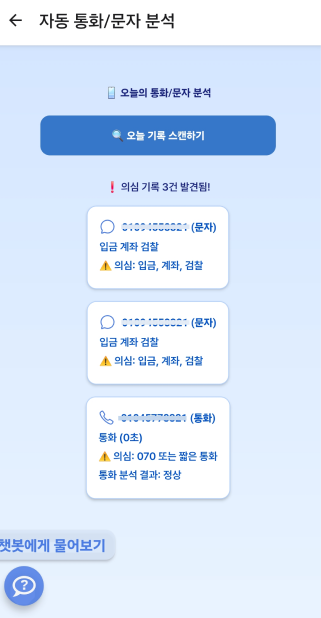 자동 통화/문자 분석
오늘의 통화/문자 분석
오늘 기록 스캔하기
의심 기록 3건 발견됨!
(문자)
입금 계좌 검찰
의심: 입금, 계좌, 검찰
(문자)
입금 계좌 검찰
의심: 입금, 계좌, 검찰
(통화)
통화 (0초)
의심: 070 또는 짧은 통화
통화 분석 결과: 정상
챗봇에게 물어보기